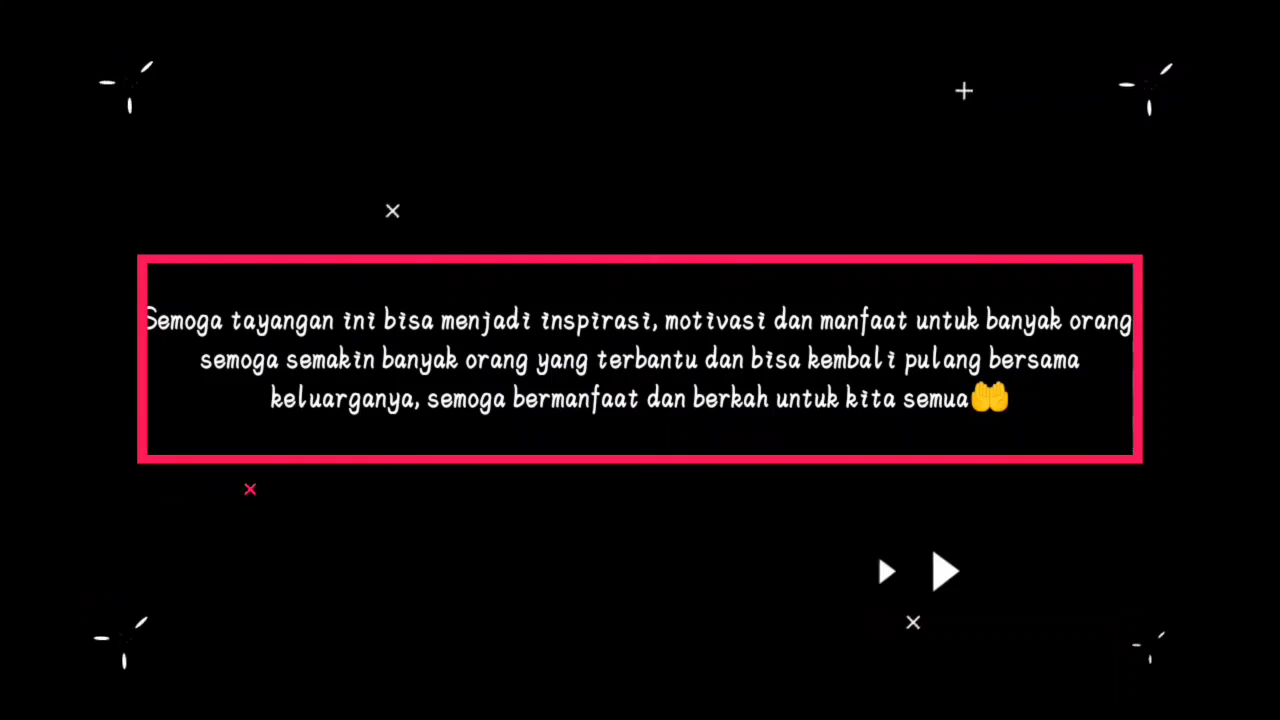 Semoga tayangan ini bisa menjadi inspirasi, motivasi dan manfaat untuk banyak orang
semoga semakin banyak orang yang terbantu dan bisa kembali pulang bersama
keluarganya, semoga bermanfaat dan berkah untuk kita semua🤲